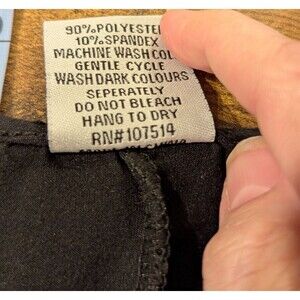 90% POLYESTER
10% SPANDEX
MACHINE WASH COLD
GENTLE CYCLE
WASH DARK COLOURS
SEPERATELY
DO NOT BLEACH
HANG TO DRY
RN#107514